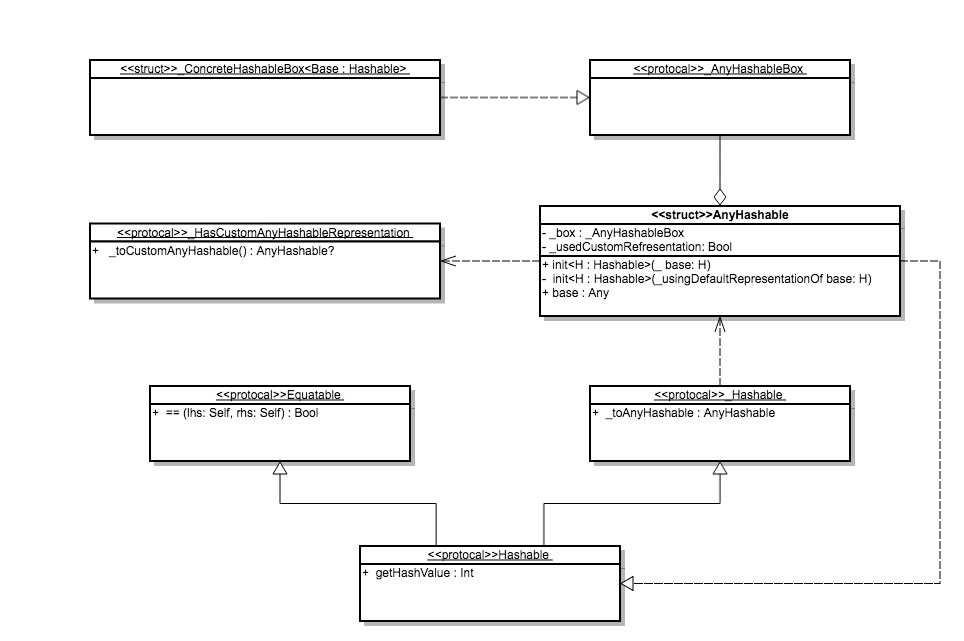 <<struct>>_ConcreteHashableBox<Base : Hashable>
<<protocal>>_AnyHashableBox
<<struct>>AnyHashable
- _box : _AnyHashableBox
- _usedCustomRefresentation: Bool
+ init<H : Hashable>(_ base: H)
- init<H : Hashable>(_usingDefaultRepresentationOf base: H)
+ base : Any
<<protocal>>_HasCustomAnyHashableRepresentation
+ _toCustomAnyHashable() : AnyHashable?
<<protocal>>Equatable
+ == (lhs: Self, rhs: Self) : Bool
<<protocal>>_Hashable
+ _toAnyHashable : AnyHashable
<<protocal>>Hashable
+ getHashValue : Int